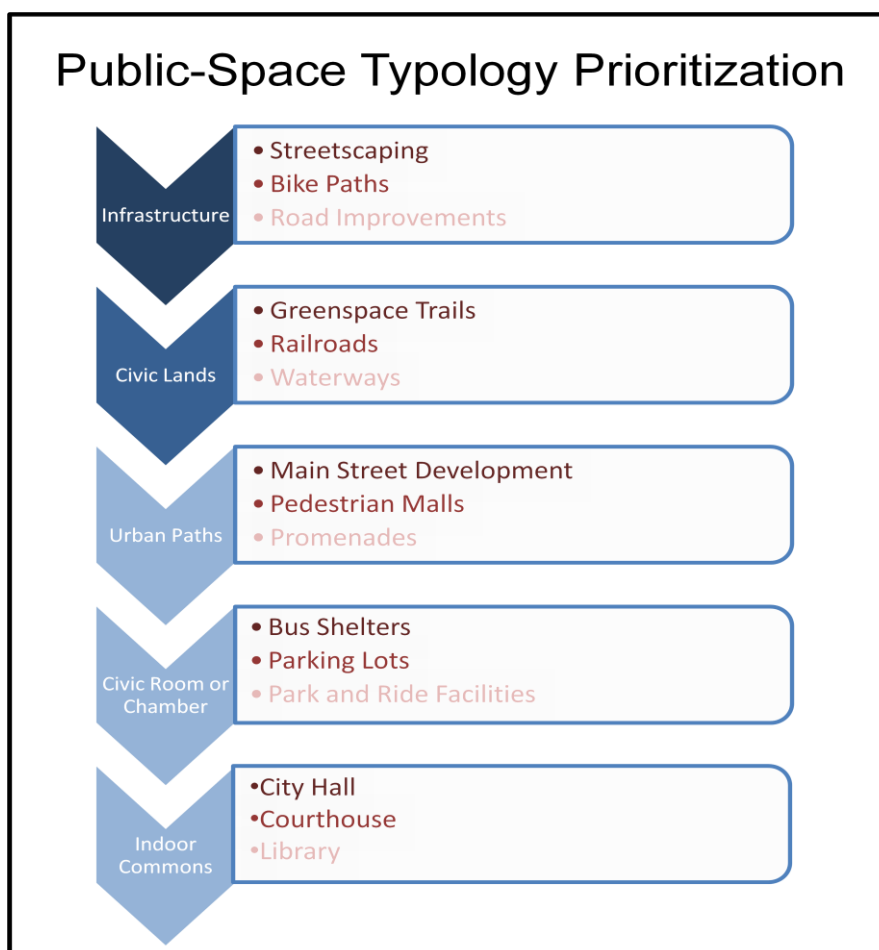 Public-Space Typology Prioritization
Infrastructure
• Streetscaping
• Bike Paths
• Road Improvements
Civic Lands
• Greenspace Trails
• Railroads
• Waterways
Urban Paths
• Main Street Development
• Pedestrian Malls
• Promenades
Civic Room or
Chamber
• Bus Shelters
• Parking Lots
• Park and Ride Facilities
Indoor
Commons
•City Hall
•Courthouse
•Library